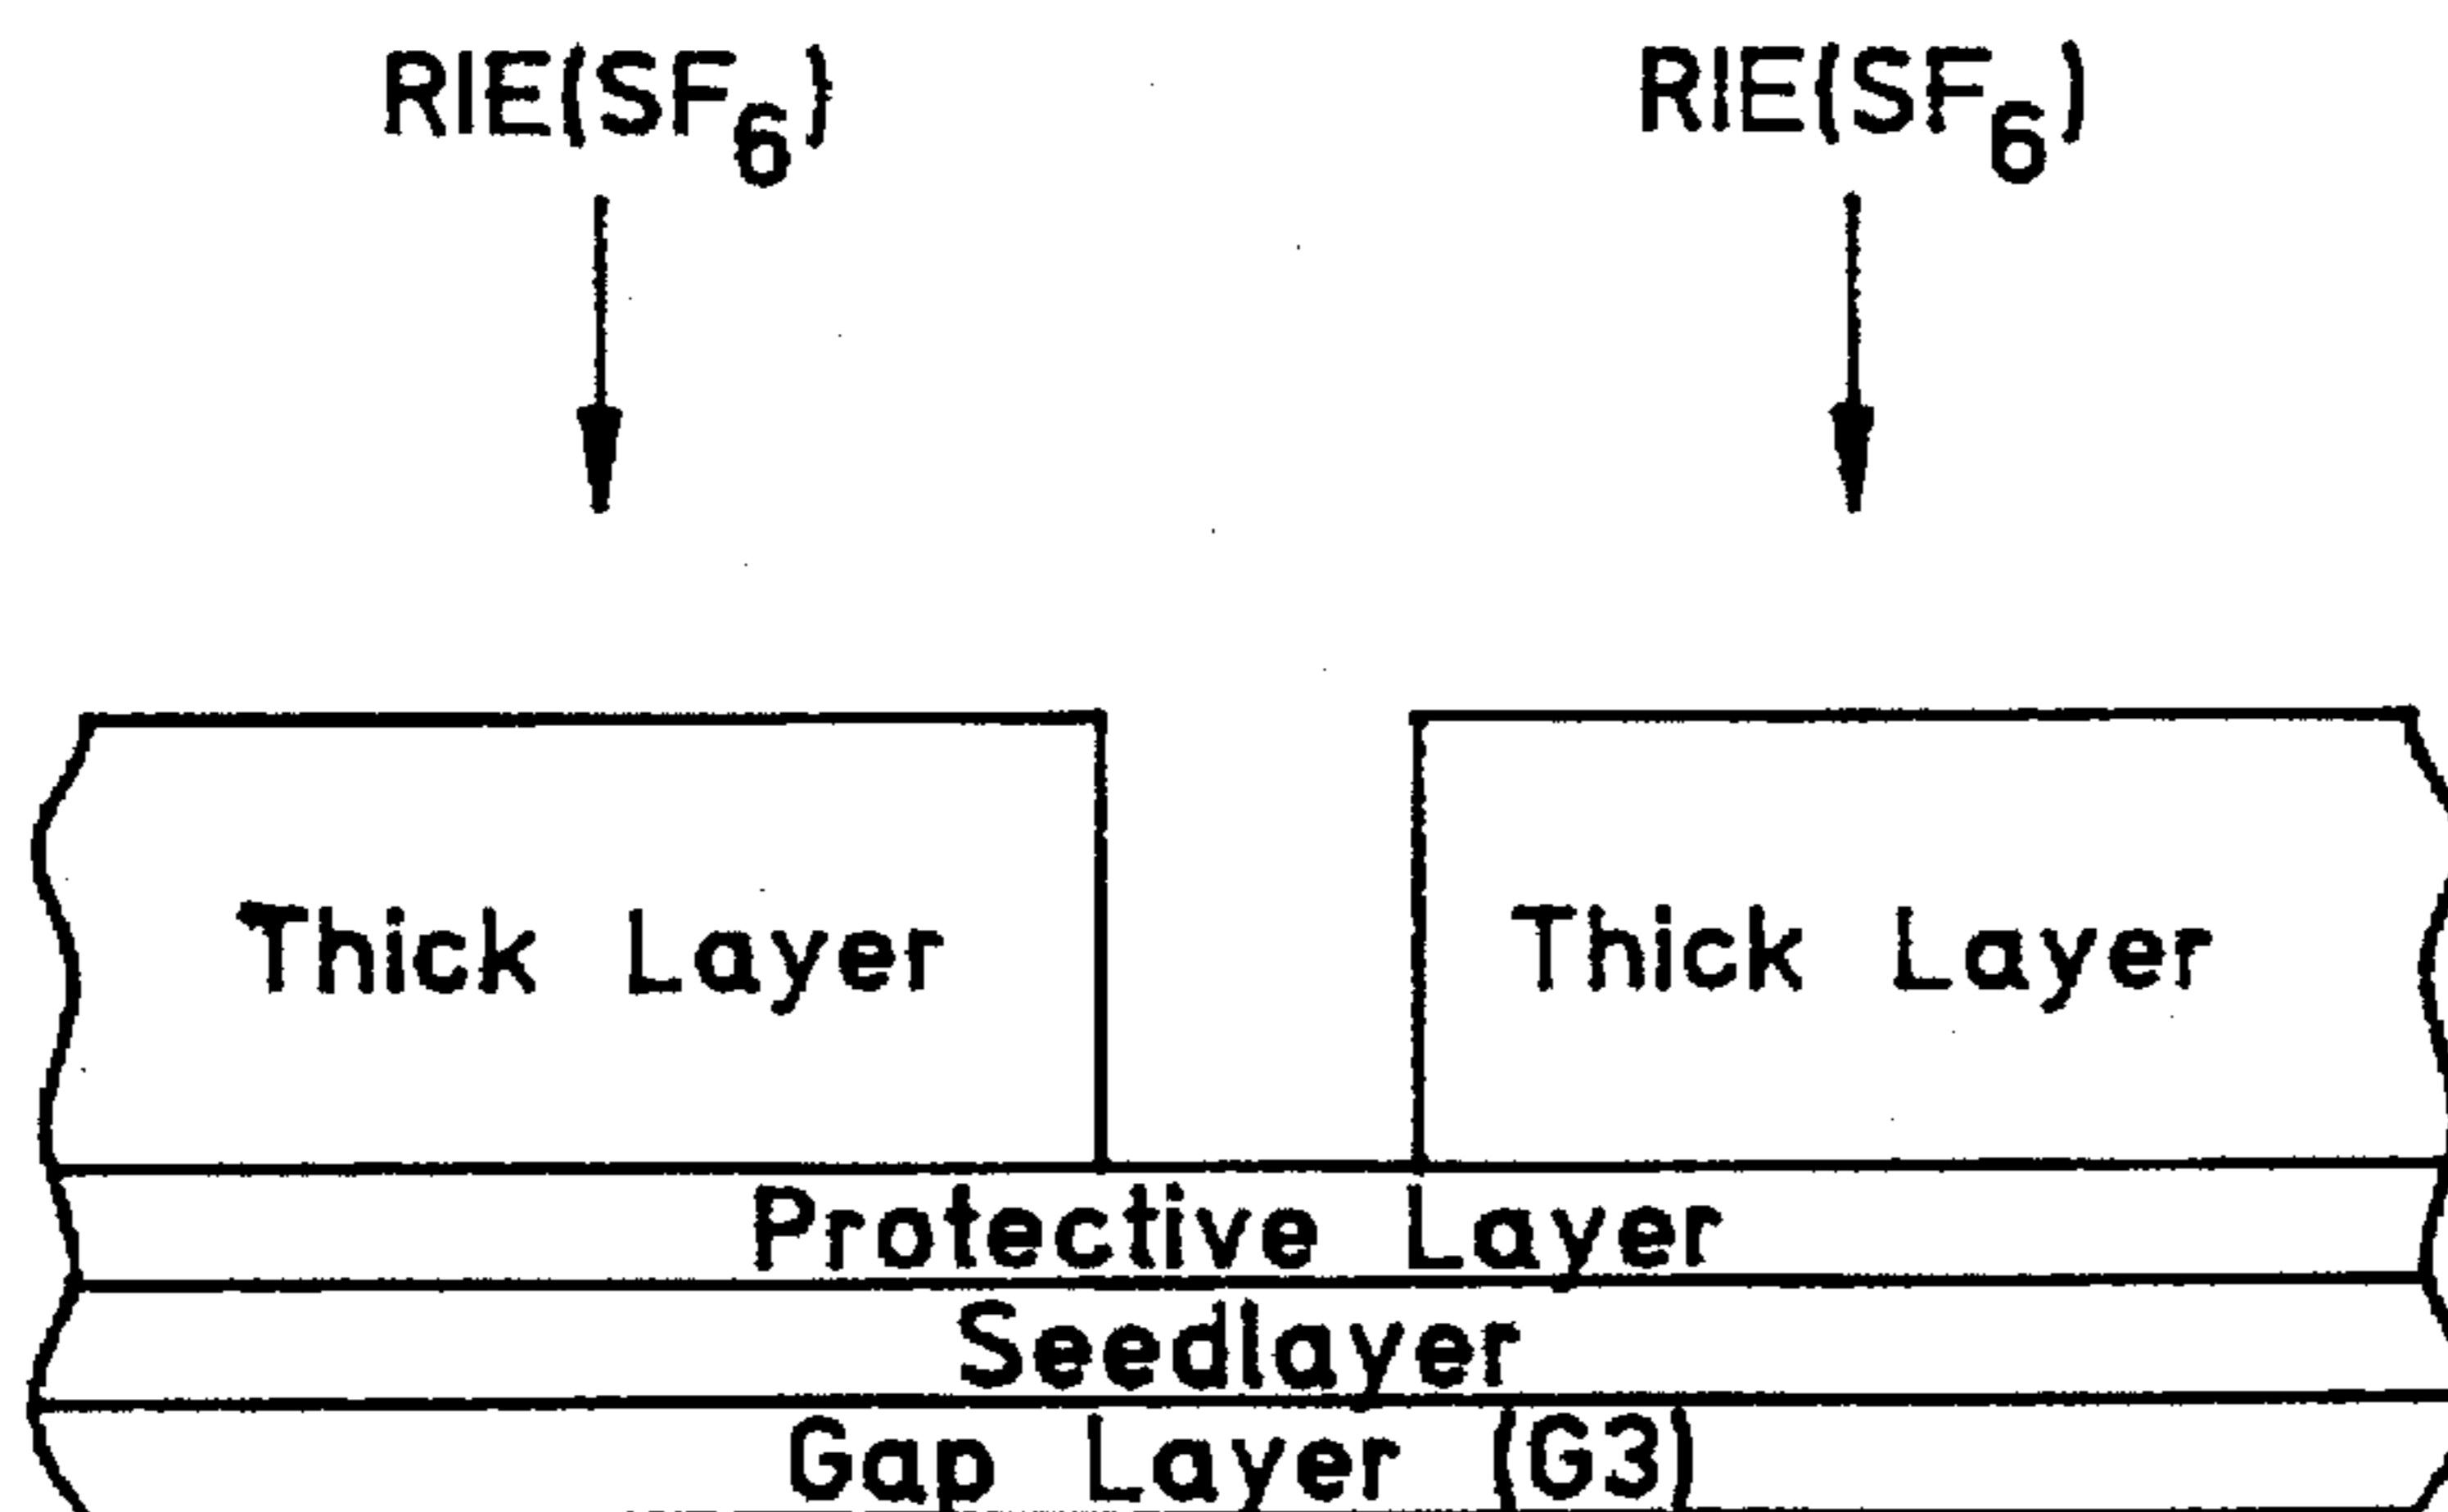 RIE(SF6) RIE(SF6)
Thick Layer Thick Layer
Protective Layer
Seedlayer
Gap Layer (G3)